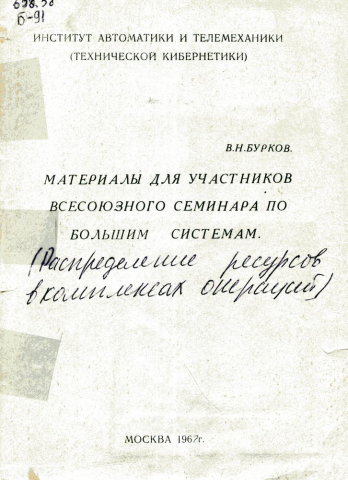 Б-91
ИНСТИТУТ АВТОМАТИКИ И ТЕЛЕМЕХАНИКИ
(ТЕХНИЧЕСКОЙ КИБЕРНЕТИКИ)
В.Н.БУРКОВ.
МАТЕРИАЛЫ ДЛЯ УЧАСТНИКОВ
ВСЕСОЮЗНОГО СЕМИНАРА ПО
БОЛЬШИМ СИСТЕМАМ.
(Распределение ресурсов
в комплексах операций)
МОСКВА 1967г.